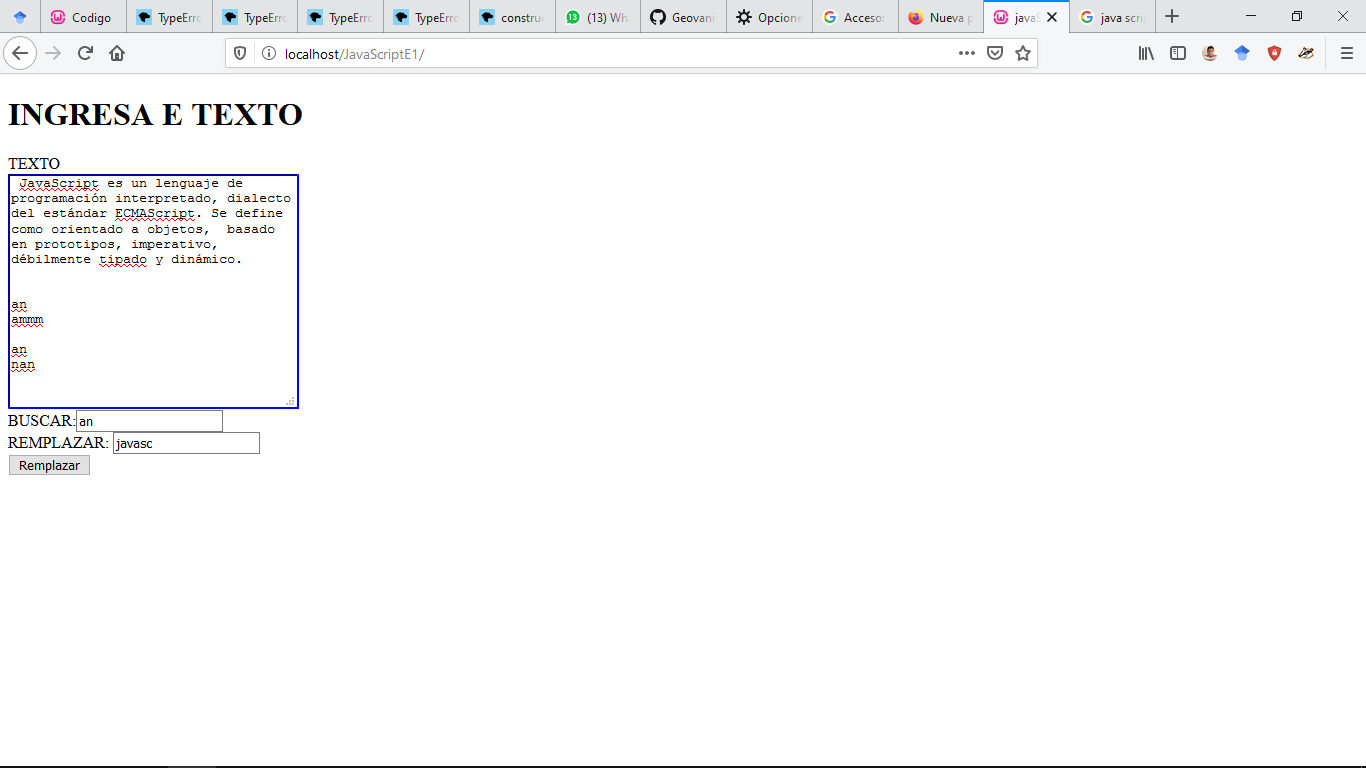 Codigo
TypeErro
TypeErro
TypeErro
TypeErro
construc
13 (13) Wh
Geovani
Opcione
Acceso:
Nueva p
javaS
java scri
localhost/JavaScriptE1/
INGRESA E TEXTO
TEXTO
JavaScript es un lenguaje de
programación interpretado, dialecto
del estándar ECMAScript. Se define
como orientado a objetos,  basado
en prototipos, imperativo,
débilmente tipado y dinámico.
an
ammm
an
nan
BUSCAR: an
REMPLAZAR: javasc
Remplazar